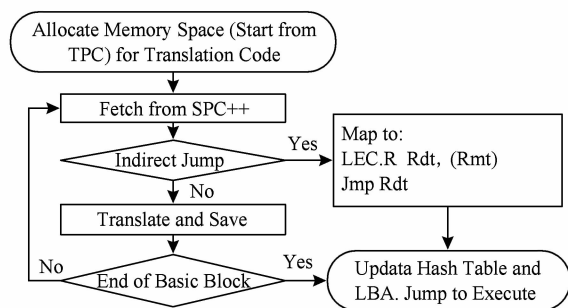 Allocate Memory Space (Start from
TPC) for Translation Code
Fetch from SPC++
Yes
Indirect Jump
Map to:
LEC.R Rdt, (Rmt)
Jmp Rdt
No
Translate and Save
No
End of Basic Block
Yes
Updata Hash Table and
LBA. Jump to Execute